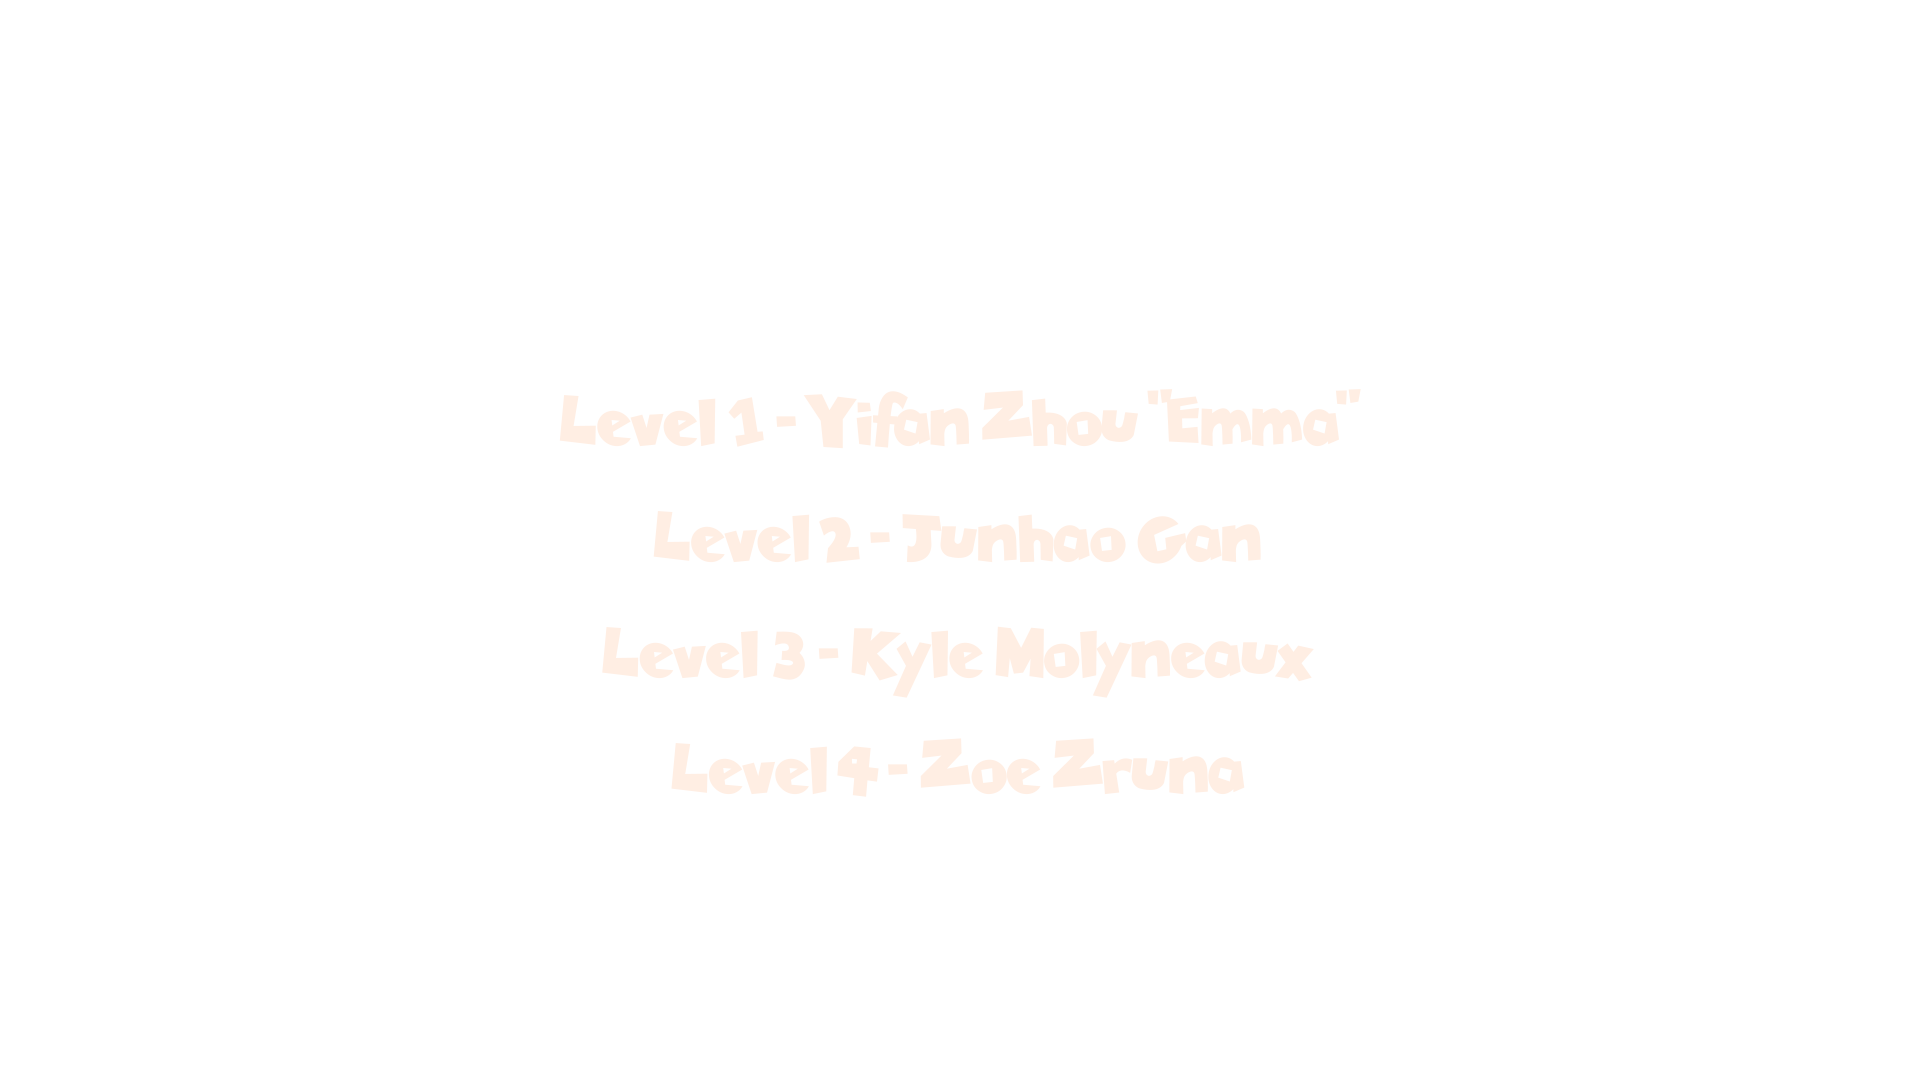 Level 1 - Yifan Zhou "Emma"
Level 2 - Junhao Gan
Level 3 - Kyle Molyneaux
Level 4 - Zoe Zruna